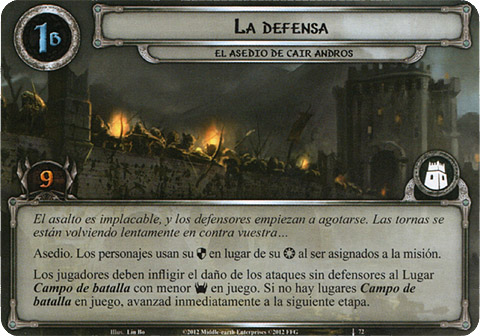 1B
LA DEFENSA
EL ASEDIO DE CAIR ANDROS
9
El asalto es implacable, y los defensores empiezan a agotarse. Las tornas se
están volviendo lentamente en contra vuestra…
Asedio. Los personajes usan su en lugar de su al ser asignados a la misión.
Los jugadores deben infligir el daño de los ataques sin defensores al Lugar
Campo de batalla con menor en juego. Si no hay lugares Campo de
batalla en juego, avanzad inmediatamente a la siguiente etapa.
Illus. Lin Bo ©2012 Middle-earth Enterprises ©2012 FFG 72